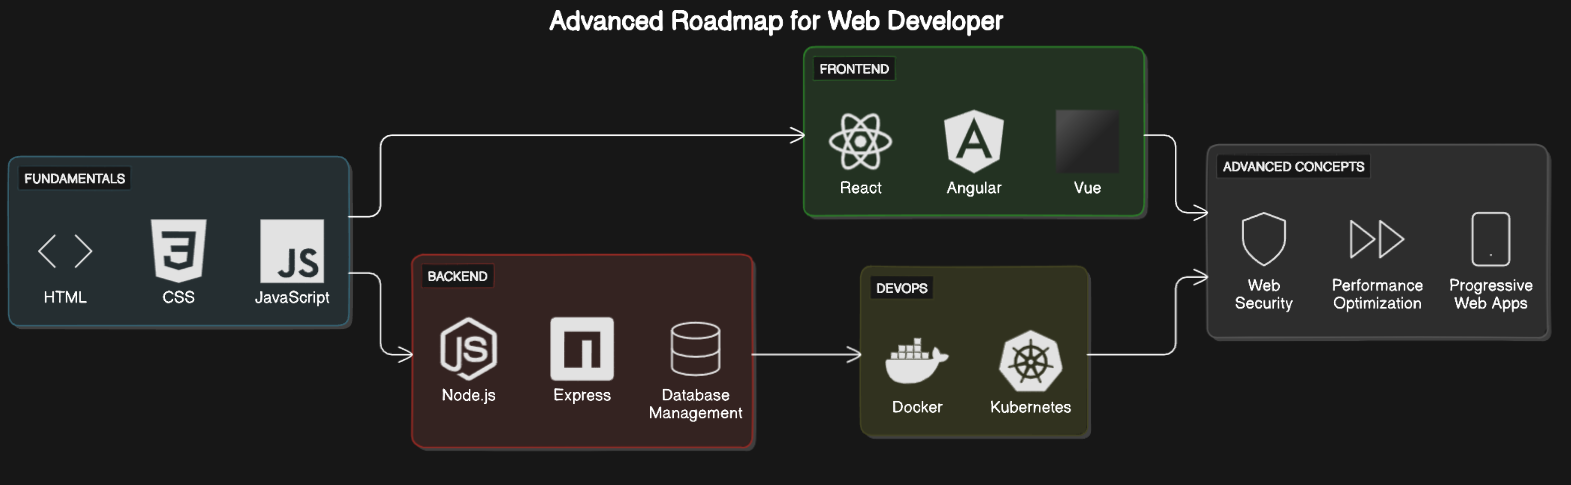 Advanced Roadmap for Web Developer
FRONTEND
React
Angular
Vue
FUNDAMENTALS
HTML
CSS
JS
JavaScript
BACKEND
JS
Node.js
Express
Database
Management
DEVOPS
Docker
Kubernetes
ADVANCED CONCEPTS
Web
Security
Performance
Optimization
Progressive
Web Apps